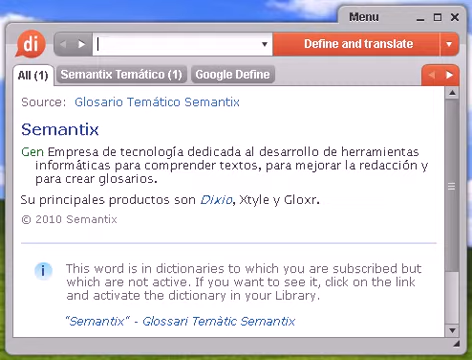 Menu
di
Define and translate
All (1)
Semantix Temático (1)
Google Define
Source: Glosario Temático Semantix
Semantix
Gen Empresa de tecnología dedicada al desarrollo de herramientas
informáticas para comprender textos, para mejorar la redacción y
para crear glosarios.
Su principales producto son Dixio, Xtyle y Gloxr.
© 2010 Semantix
i
This word is in dictionaries to which you are subscribed but
which are not active. If you want to see it, click on the link
and activate the dictionary in your Library.
"Semantix" - Glossari Temàtic Semantix